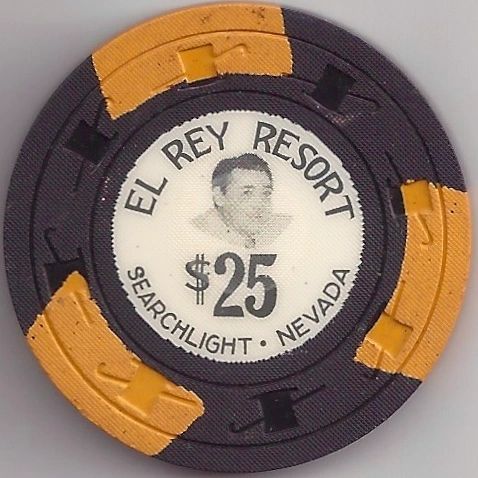 EL REY RESORT
$25
SEARCHLIGHT · NEVADA